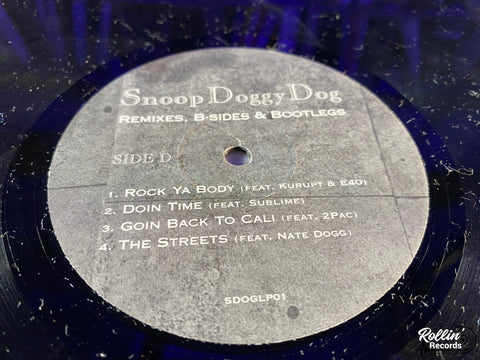 Snoop Doggy Dog
Remixes, B-sides & Bootlegs
SIDE D
1. Rock Ya Body (feat. Kurupt & E40)
2. Doin Time (feat. Sublime)
3. Goin Back To Cali (feat. 2Pac)
4. The Streets (feat. Nate Dogg)
SDOGLP01
Rollin'
Records